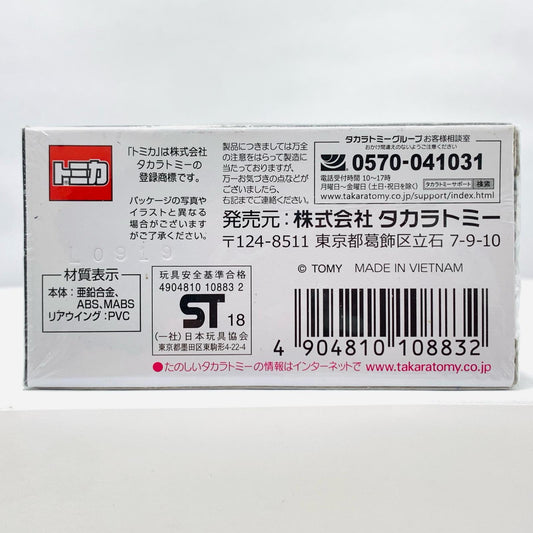 トミカ
「トミカ」は株式会社
タカラトミーの
登録商標です。
パッケージの写真や
イラストと異なる
場合がございます
がご了承ください。
製品につきましては万全
の注意をはらって製造に
当たっておりますが、
万一お気づきの点などが
ございましたら、
右記までご連絡ください。
タカラトミーグループお客様相談室
おかけ間違えのないようご注意ください
0570-041031
電話受付時間 10〜17時
月曜日〜金曜日（土・日・祝日を除く）
タカラトミーサポート 検索
www.takaratomy.co.jp/support/index.html
発売元：株式会社 タカラトミー
〒124-8511 東京都葛飾区立石 7-9-10
© TOMY MADE IN VIETNAM
材質表示
本体：亜鉛合金、
ABS、MABS
リアウイング：PVC
玩具安全基準合格
4904810 10883 2
ST 18
(一社)日本玩具協会
東京都墨田区東駒形4-22-4
4 904810 108832
●たのしいタカラトミーの情報はインターネットで www.takaratomy.co.jp